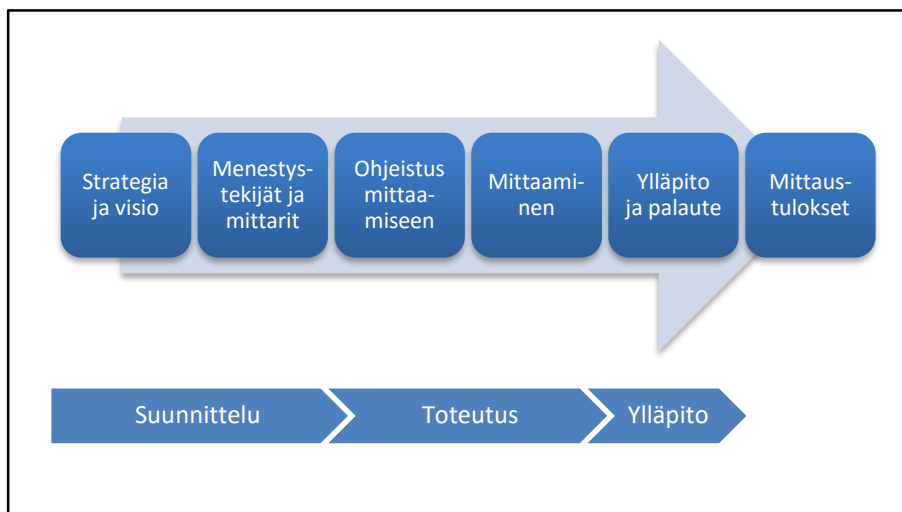 Strategia
ja visio
Menestys-
tekijät ja
mittarit
Ohjeistus
mittaa-
miseen
Mittaami-
nen
Ylläpito
ja palaute
Mittaus-
tulokset
Suunnittelu
Toteutus
Ylläpito